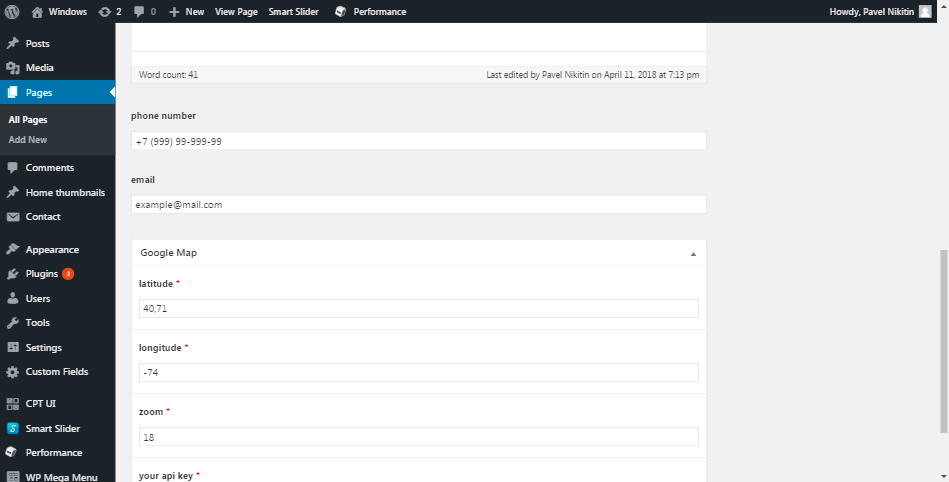 Windows 2 0 New View Page Smart Slider Performance Howdy, Pavel Nikitin
Posts
Media
Pages
All Pages
Add New
Comments
Home thumbnails
Contact
Appearance
Plugins 2
Users
Tools
Settings
Custom Fields
CPT UI
S Smart Slider
Performance
WP Mega Menu
Word count: 41 Last edited by Pavel Nikitin on April 11, 2018 at 7:13 pm
phone number
+7 (999) 99-999-99
email
example@mail.com
Google Map
latitude *
40,71
longitude *
-74
zoom *
18
your api key *